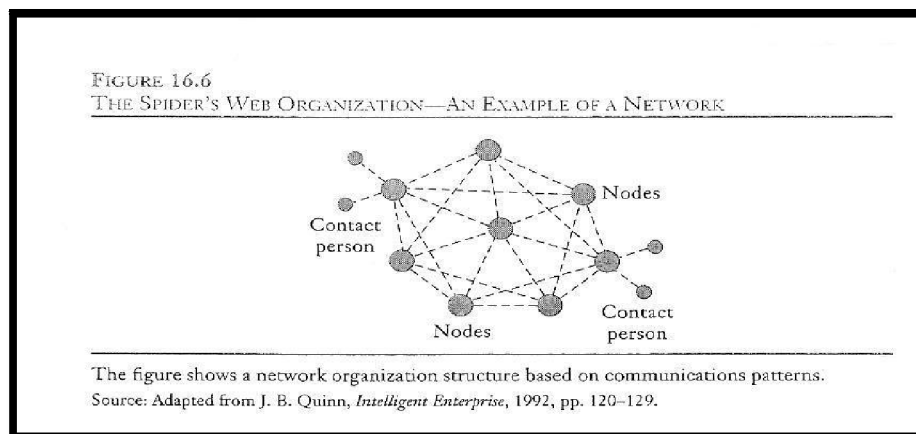 FIGURE 16.6
THE SPIDER'S WEB ORGANIZATION—AN EXAMPLE OF A NETWORK
Nodes
Contact
person
Nodes
Contact
person
The figure shows a network organization structure based on communications patterns.
Source: Adapted from J. B. Quinn, Intelligent Enterprise, 1992, pp. 120–129.